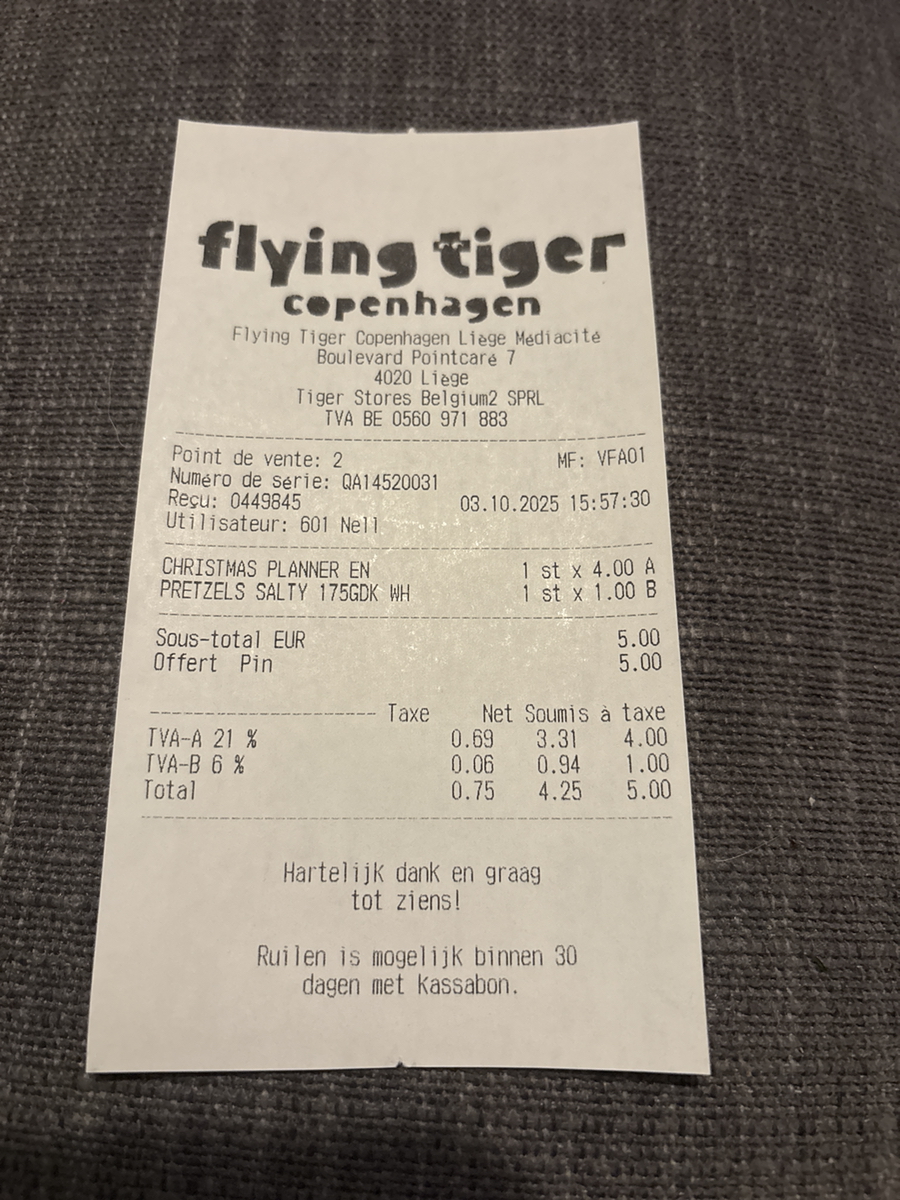 flying tiger
copenhagen
Flying Tiger Copenhagen Liège Médiacité
Boulevard Pointcaré 7
4020 Liège
Tiger Stores Belgium2 SPRL
TVA BE 0560 971 883
Point de vente: 2 MF: VFA01
Numéro de série: QA14520031
Reçu: 0449845 03.10.2025 15:57:30
Utilisateur: 601 Nell
CHRISTMAS PLANNER EN 1 st x 4.00 A
PRETZELS SALTY 175GDK WH 1 st x 1.00 B
Sous-total EUR 5.00
Offert Pin 5.00
Taxe Net Soumis à taxe
TVA-A 21 % 0.69 3.31 4.00
TVA-B 6 % 0.06 0.94 1.00
Total 0.75 4.25 5.00
Hartelijk dank en graag
tot ziens!
Ruilen is mogelijk binnen 30
dagen met kassabon.